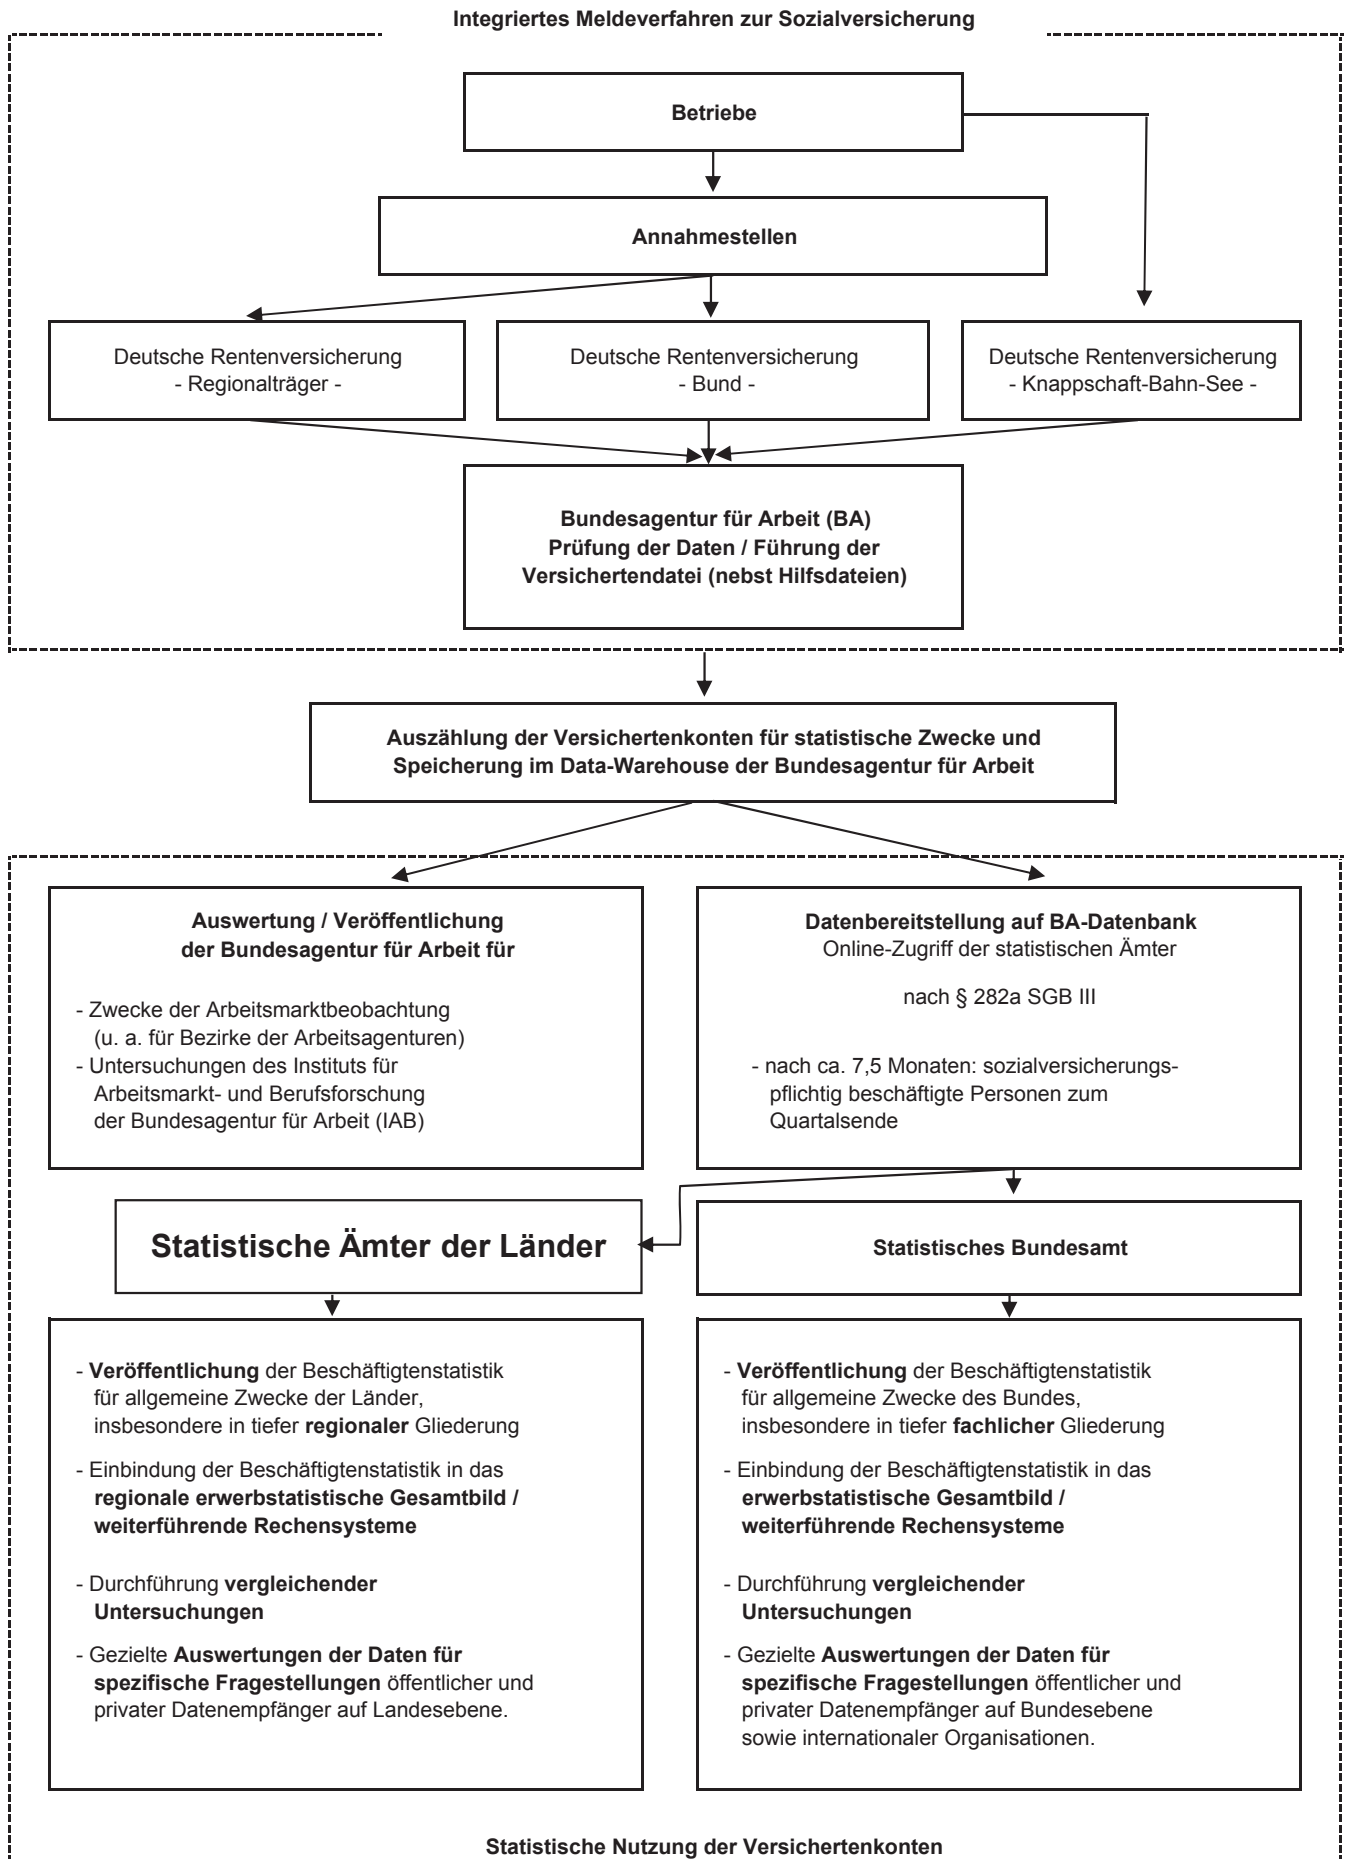 Integriertes Meldeverfahren zur Sozialversicherung
Betriebe
Annahmestellen
Deutsche Rentenversicherung
- Regionalträger -
Deutsche Rentenversicherung
- Bund -
Deutsche Rentenversicherung
- Knappschaft-Bahn-See -
Bundesagentur für Arbeit (BA)
Prüfung der Daten / Führung der
Versichertendatei (nebst Hilfsdateien)
Auszählung der Versichertenkonten für statistische Zwecke und
Speicherung im Data-Warehouse der Bundesagentur für Arbeit
Auswertung / Veröffentlichung
der Bundesagentur für Arbeit für
- Zwecke der Arbeitsmarktbeobachtung
(u. a. für Bezirke der Arbeitsagenturen)
- Untersuchungen des Instituts für
Arbeitsmarkt- und Berufsforschung
der Bundesagentur für Arbeit (IAB)
Datenbereitstellung auf BA-Datenbank
Online-Zugriff der statistischen Ämter
nach § 282a SGB III
- nach ca. 7,5 Monaten: sozialversicherungs-
pflichtig beschäftigte Personen zum
Quartalsende
Statistische Ämter der Länder
Statistisches Bundesamt
- Veröffentlichung der Beschäftigtenstatistik
für allgemeine Zwecke der Länder,
insbesondere in tiefer regionaler Gliederung
- Einbindung der Beschäftigtenstatistik in das
regionale erwerbstatistische Gesamtbild /
weiterführende Rechensysteme
- Durchführung vergleichender
Untersuchungen
- Gezielte Auswertungen der Daten für
spezifische Fragestellungen öffentlicher und
privater Datenempfänger auf Landesebene.
- Veröffentlichung der Beschäftigtenstatistik
für allgemeine Zwecke des Bundes,
insbesondere in tiefer fachlicher Gliederung
- Einbindung der Beschäftigtenstatistik in das
erwerbstatistische Gesamtbild /
weiterführende Rechensysteme
- Durchführung vergleichender
Untersuchungen
- Gezielte Auswertungen der Daten für
spezifische Fragestellungen öffentlicher und
privater Datenempfänger auf Bundesebene
sowie internationaler Organisationen.
Statistische Nutzung der Versichertenkonten